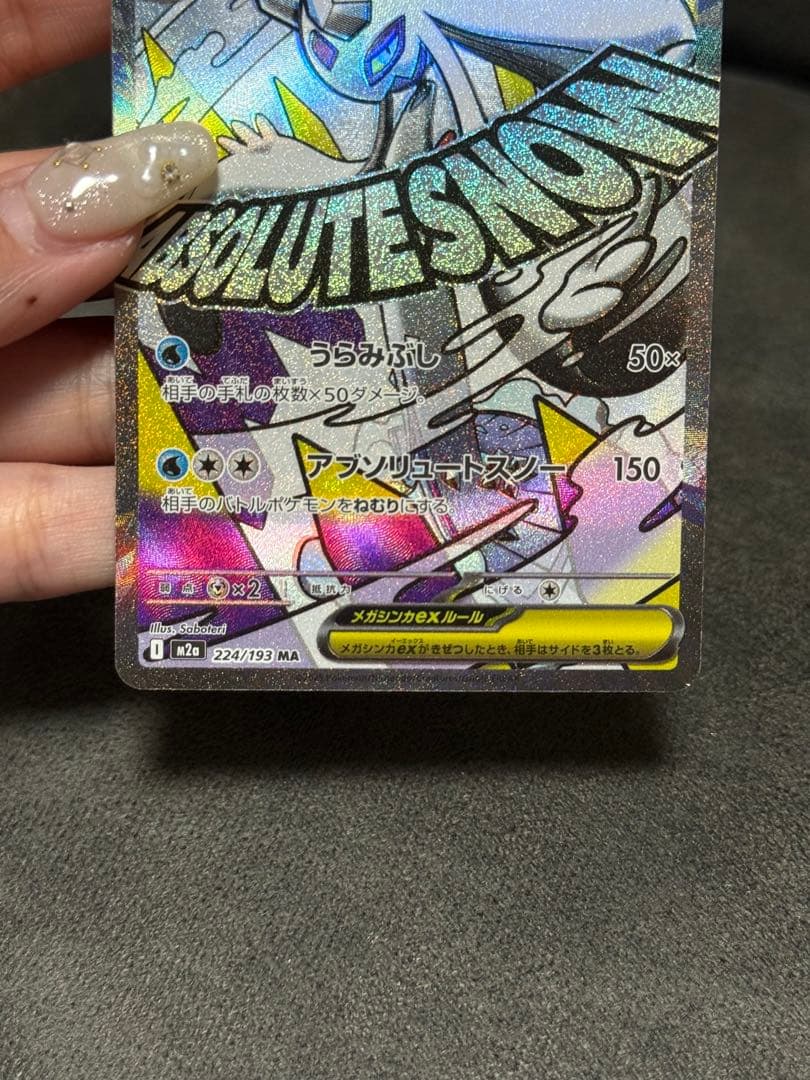 ABSOLUTE SNOW
うらみぶし 50×
相手の手札の枚数×50ダメージ。
アブソリュートスノー 150
相手のバトルポケモンをねむりにする。
弱点 ×2 抵抗力 にげる
メガシンカexルール
メガシンカexがきぜつしたとき、相手はサイドを3枚とる。
Illus. Saboteri
I m2a 224/193 MA